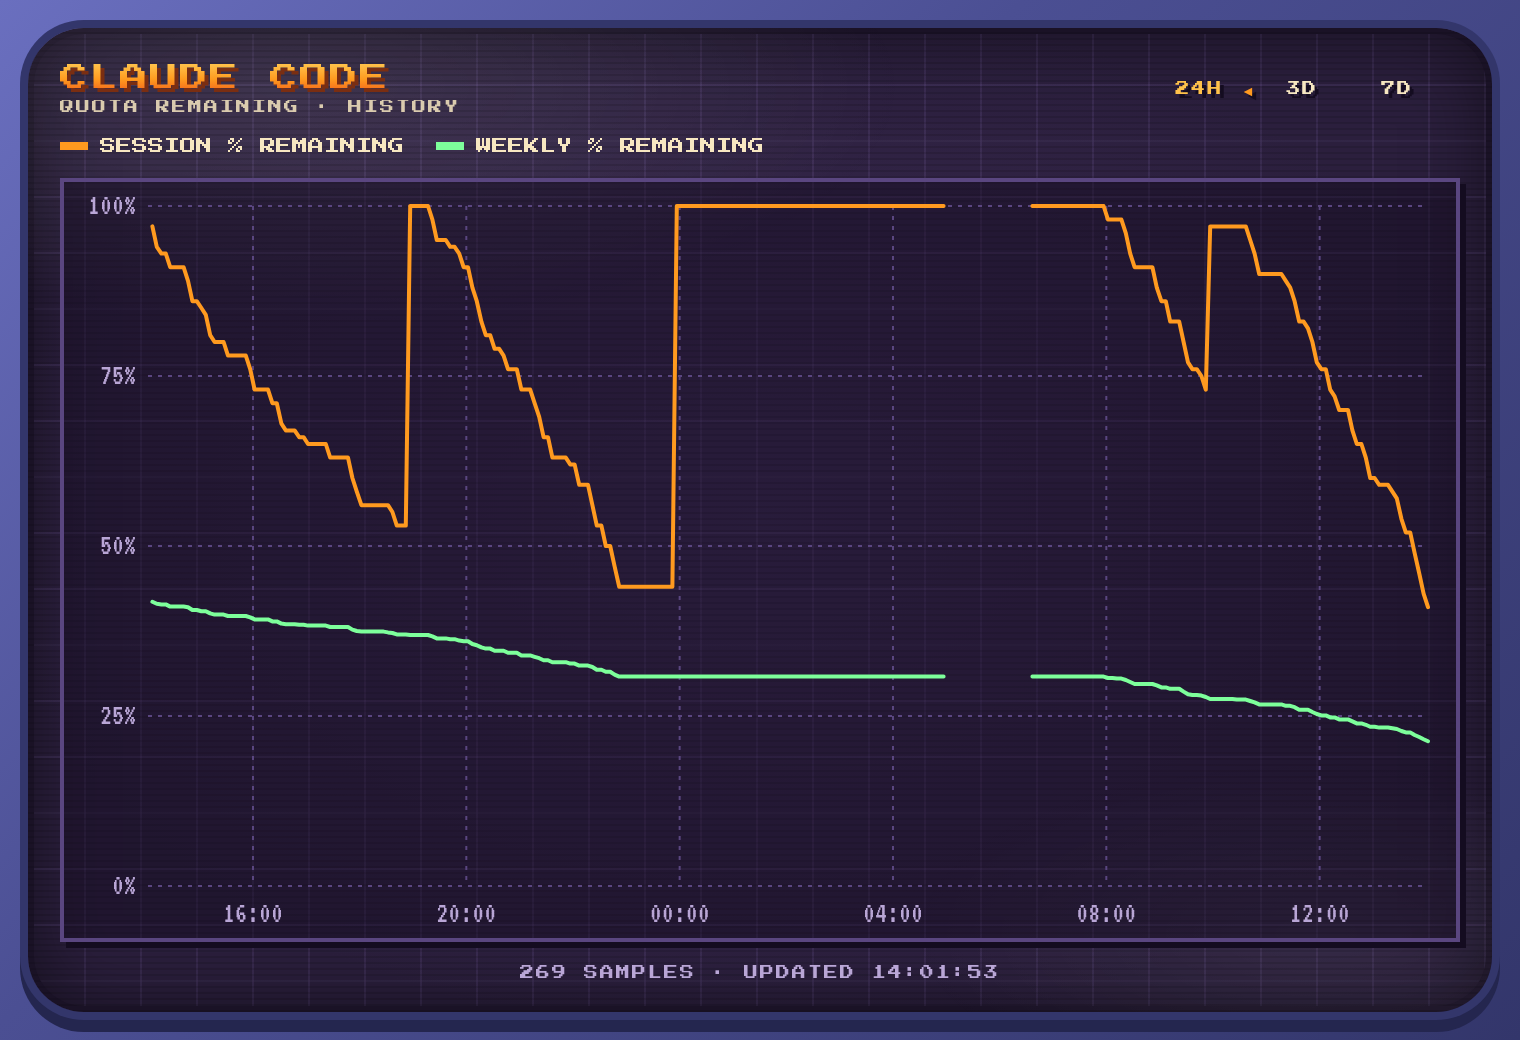 CLAUDE CODE
QUOTA REMAINING · HISTORY
24H ◀ 3D 7D
SESSION % REMAINING WEEKLY % REMAINING
100%
75%
50%
25%
0%
16:00 20:00 00:00 04:00 08:00 12:00
269 SAMPLES · UPDATED 14:01:53